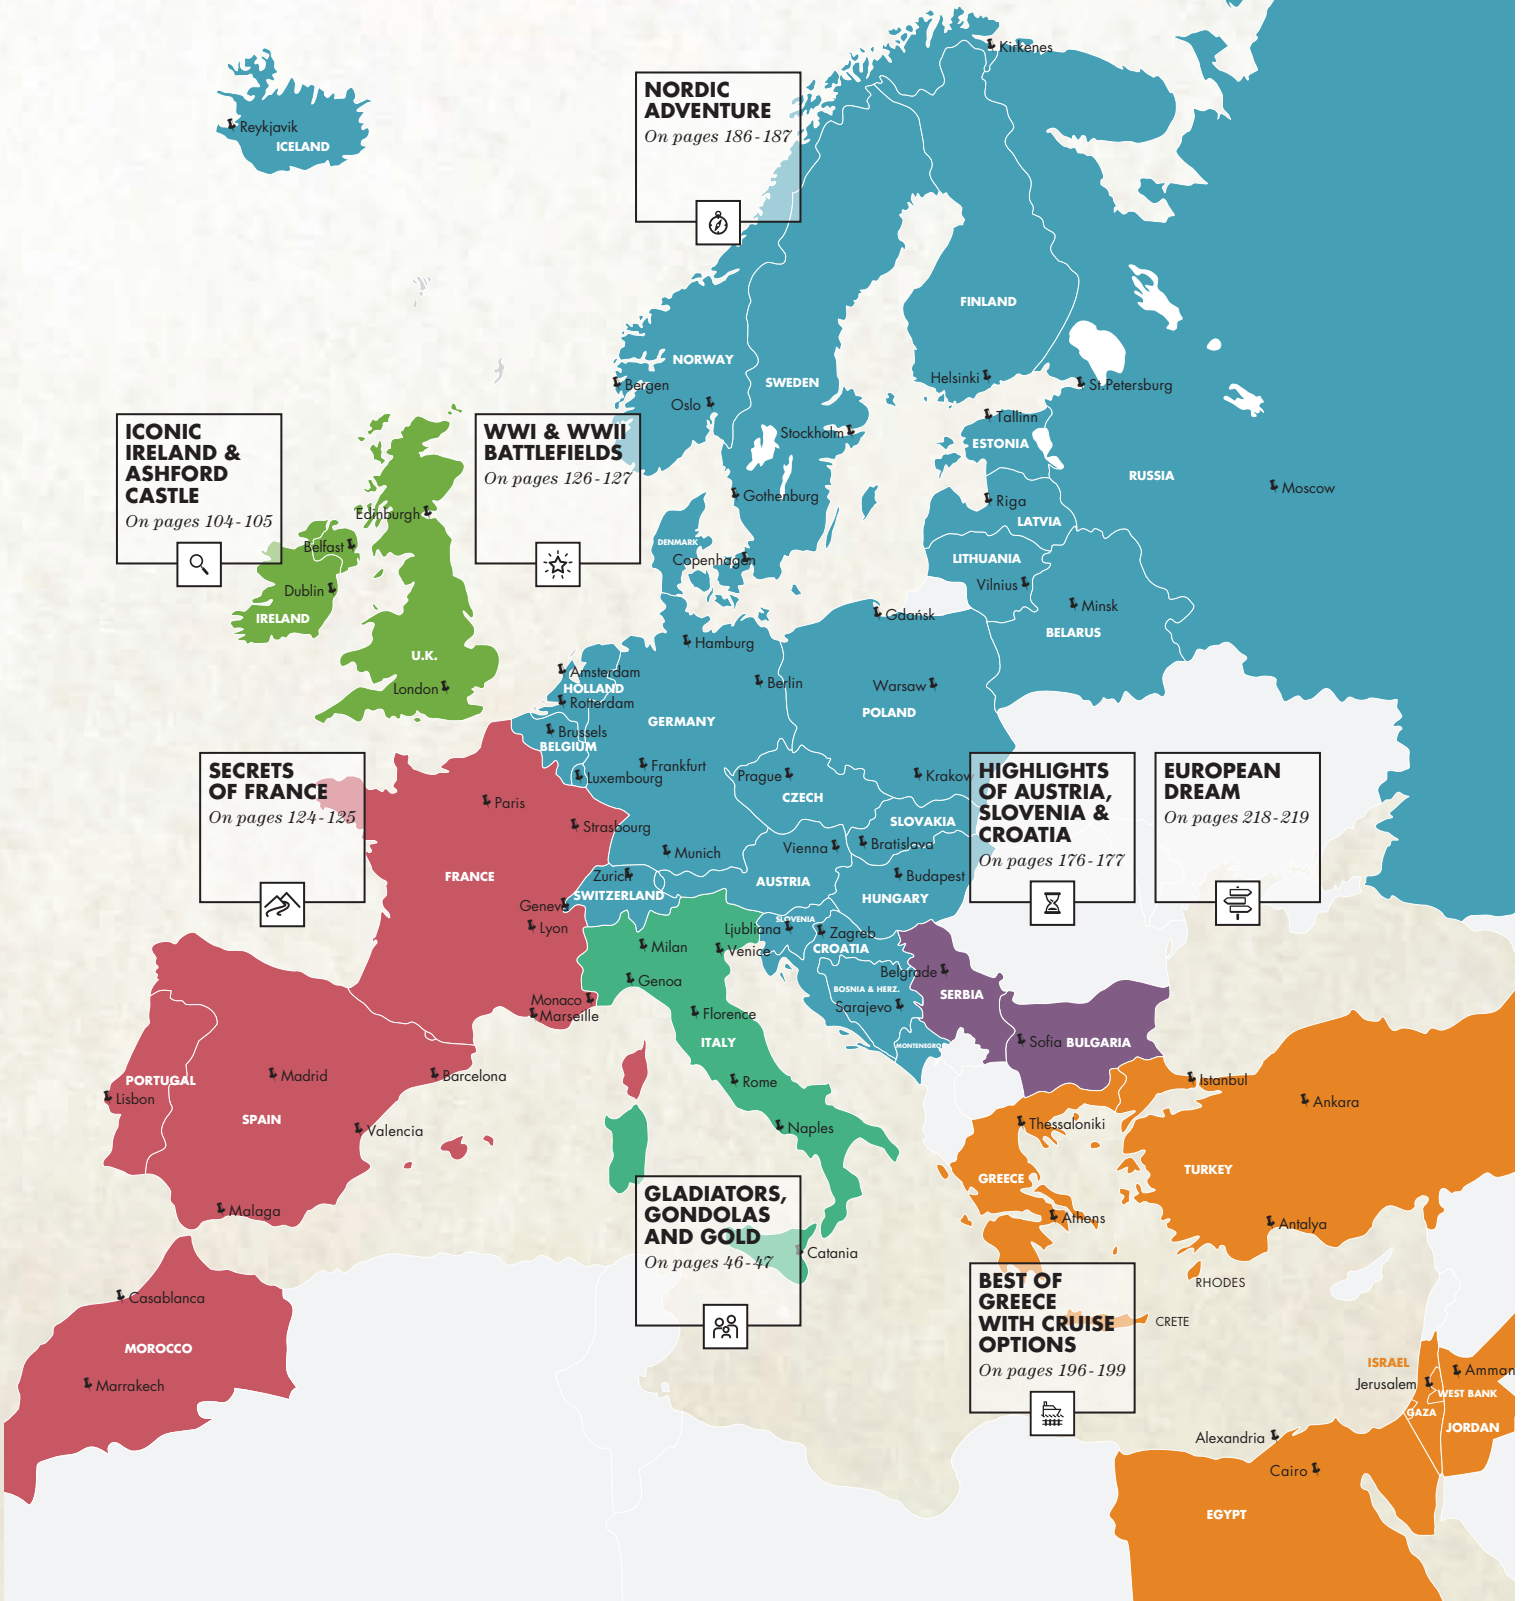 Kirkenes
NORDIC
ADVENTURE
On pages 186-187
Reykjavik
ICELAND
FINLAND
NORWAY
SWEDEN
Helsinki
St.Petersburg
Bergen
Oslo
Tallinn
Stockholm
ESTONIA
ICONIC
IRELAND &
ASHFORD
CASTLE
On pages 104-105
WWI & WWII
BATTLEFIELDS
On pages 126-127
RUSSIA
Moscow
Gothenburg
Riga
LATVIA
Edinburgh
Belfast
DENMARK
Copenhagen
LITHUANIA
Vilnius
Dublin
IRELAND
Minsk
BELARUS
Gdańsk
Hamburg
U.K.
London
Amsterdam
HOLLAND
Rotterdam
Berlin
Warsaw
POLAND
GERMANY
Brussels
BELGIUM
Luxembourg
Frankfurt
Prague
CZECH
Krakow
SECRETS
OF FRANCE
On pages 124-125
HIGHLIGHTS
OF AUSTRIA,
SLOVENIA &
CROATIA
On pages 176-177
EUROPEAN
DREAM
On pages 218-219
Paris
Strasbourg
SLOVAKIA
Munich
Vienna
Bratislava
FRANCE
Zurich
SWITZERLAND
AUSTRIA
Budapest
HUNGARY
Geneva
Lyon
Ljubliana
SLOVENIA
Zagreb
CROATIA
Milan
Venice
Genoa
Belgrade
SERBIA
BOSNIA & HERZ.
Sarajevo
Monaco
Marseille
Florence
ITALY
MONTENEGRO
Sofia
BULGARIA
Madrid
Barcelona
PORTUGAL
Lisbon
SPAIN
Valencia
Rome
Naples
Istanbul
Ankara
Thessaloniki
TURKEY
GREECE
Malaga
Athens
Antalya
GLADIATORS,
GONDOLAS
AND GOLD
On pages 46-47
Catania
RHODES
BEST OF
GREECE
WITH CRUISE
OPTIONS
On pages 196-199
CRETE
Casablanca
MOROCCO
Marrakech
ISRAEL
Jerusalem
Amman
WEST BANK
GAZA
JORDAN
Alexandria
Cairo
EGYPT